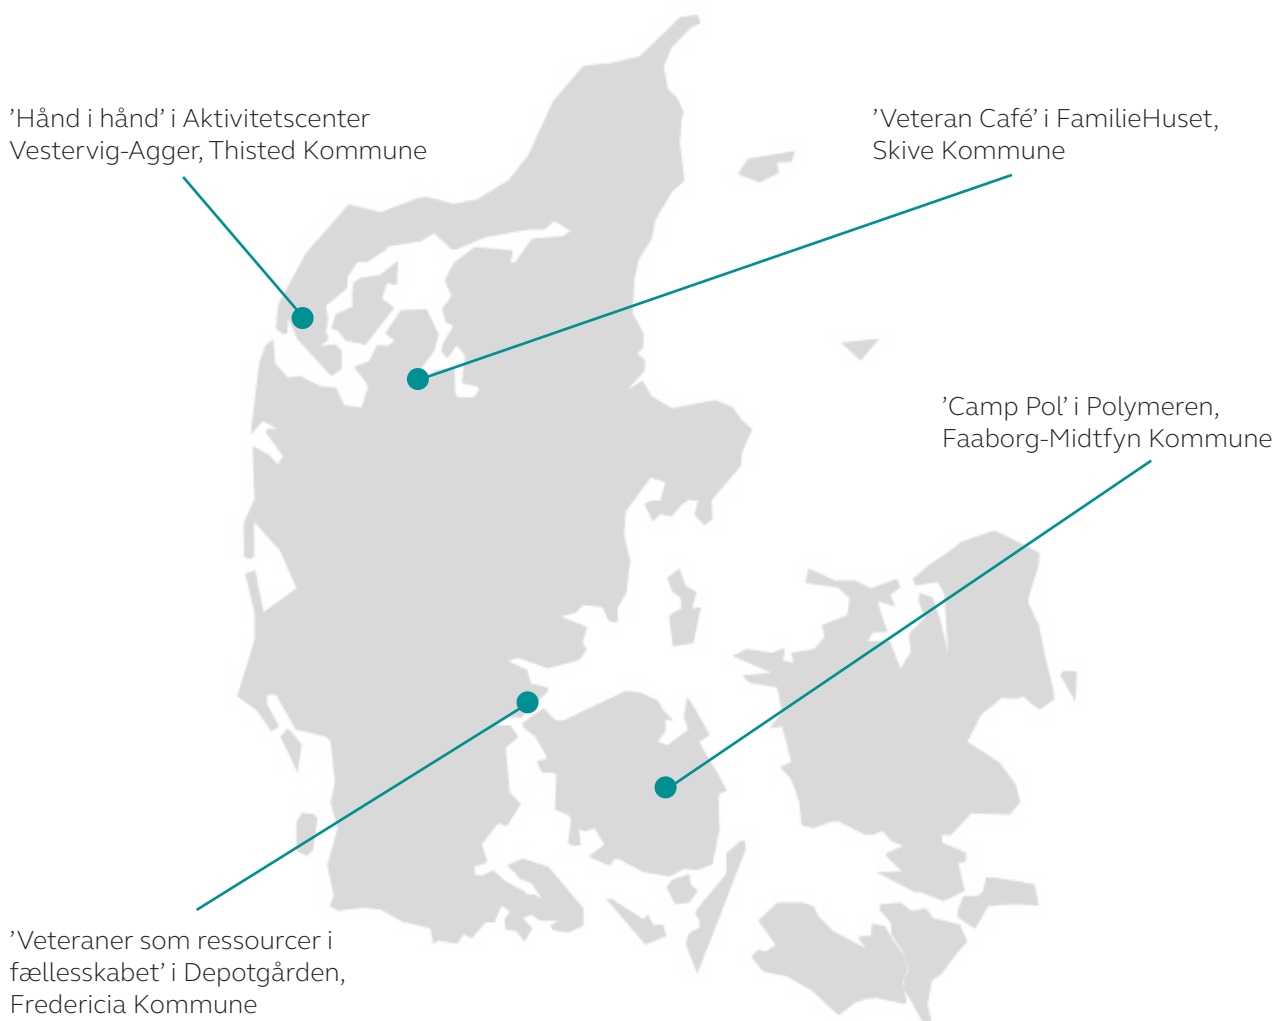 ’Hånd i hånd’ i Aktivitetscenter
Vestervig-Agger, Thisted Kommune
’Veteran Café’ i FamilieHuset,
Skive Kommune
’Camp Pol’ i Polymeren,
Faaborg-Midtfyn Kommune
’Veteraner som ressourcer i
fællesskabet’ i Depotgården,
Fredericia Kommune